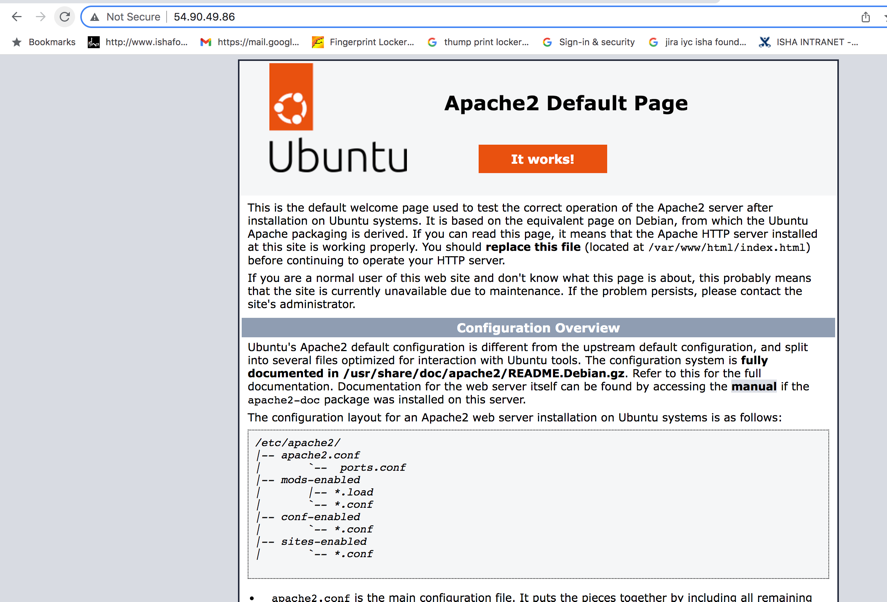 Not Secure | 54.90.49.86
Bookmarks http://www.ishafo... https://mail.googl... Fingerprint Locker... thump print locker... Sign-in & security jira iyc isha found... ISHA INTRANET -...
Apache2 Default Page
Ubuntu
It works!
This is the default welcome page used to test the correct operation of the Apache2 server after
installation on Ubuntu systems. It is based on the equivalent page on Debian, from which the Ubuntu
Apache packaging is derived. If you can read this page, it means that the Apache HTTP server installed
at this site is working properly. You should replace this file (located at /var/www/html/index.html)
before continuing to operate your HTTP server.
If you are a normal user of this web site and don't know what this page is about, this probably means
that the site is currently unavailable due to maintenance. If the problem persists, please contact the
site's administrator.
Configuration Overview
Ubuntu's Apache2 default configuration is different from the upstream default configuration, and split
into several files optimized for interaction with Ubuntu tools. The configuration system is fully
documented in /usr/share/doc/apache2/README.Debian.gz. Refer to this for the full
documentation. Documentation for the web server itself can be found by accessing the manual if the
apache2-doc package was installed on this server.
The configuration layout for an Apache2 web server installation on Ubuntu systems is as follows:
/etc/apache2/
|-- apache2.conf
|       `--  ports.conf
|-- mods-enabled
|       |-- *.load
|       `-- *.conf
|-- conf-enabled
|       `-- *.conf
|-- sites-enabled
|       `-- *.conf
• apache2.conf is the main configuration file. It puts the pieces together by including all remaining